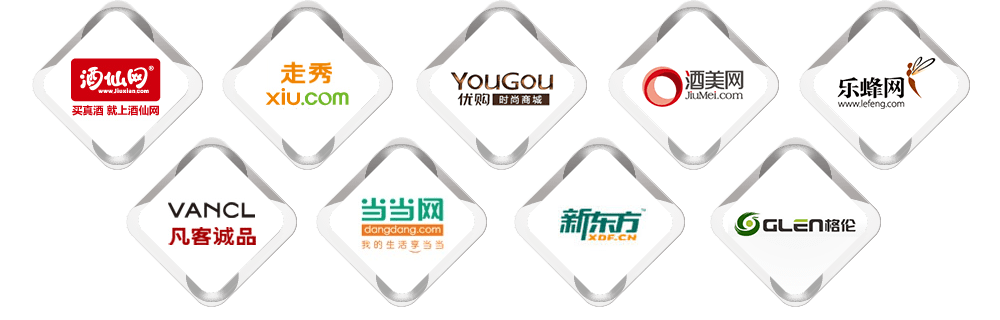 酒仙网®
www.jiuxian.com
买真酒 就上酒仙网
走秀
xiu.com
YOUGOU
优购 时尚商城
酒美网
JiuMei.com
乐蜂网
www.lefeng.com
VANCL
凡客诚品
当当网
dangdang.com
我的生活享当当
新东方™
XDF.CN
GLEN格伦